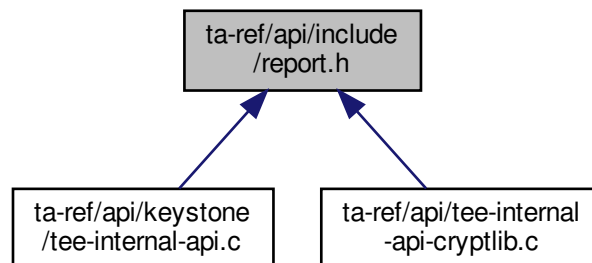 ta-ref/api/include
/report.h
ta-ref/api/keystone
/tee-internal-api.c
ta-ref/api/tee-internal
-api-cryptlib.c